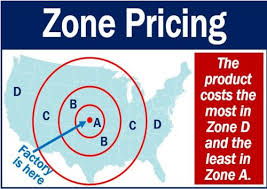 Zone Pricing
D
C
B
A
B
C
D
Factory
is here
The
product
costs the
most in
Zone D
and the
least in
Zone A.